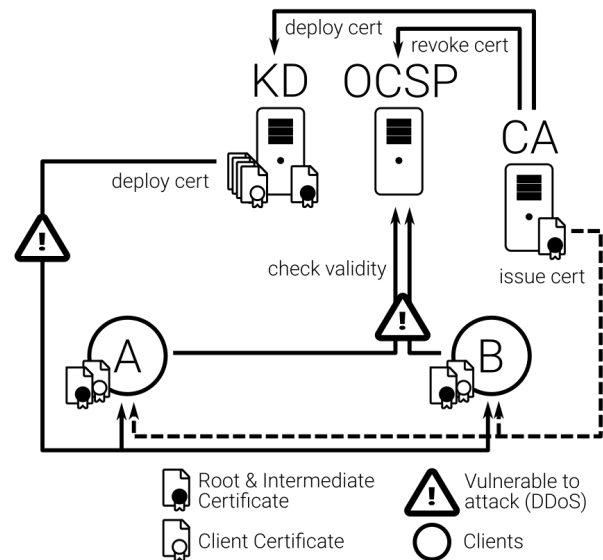 deploy cert
revoke cert
KD
OCSP
CA
deploy cert
!
check validity
issue cert
!
A
B
Root & Intermediate
Certificate
!
Vulnerable to
attack (DDoS)
Client Certificate
Clients